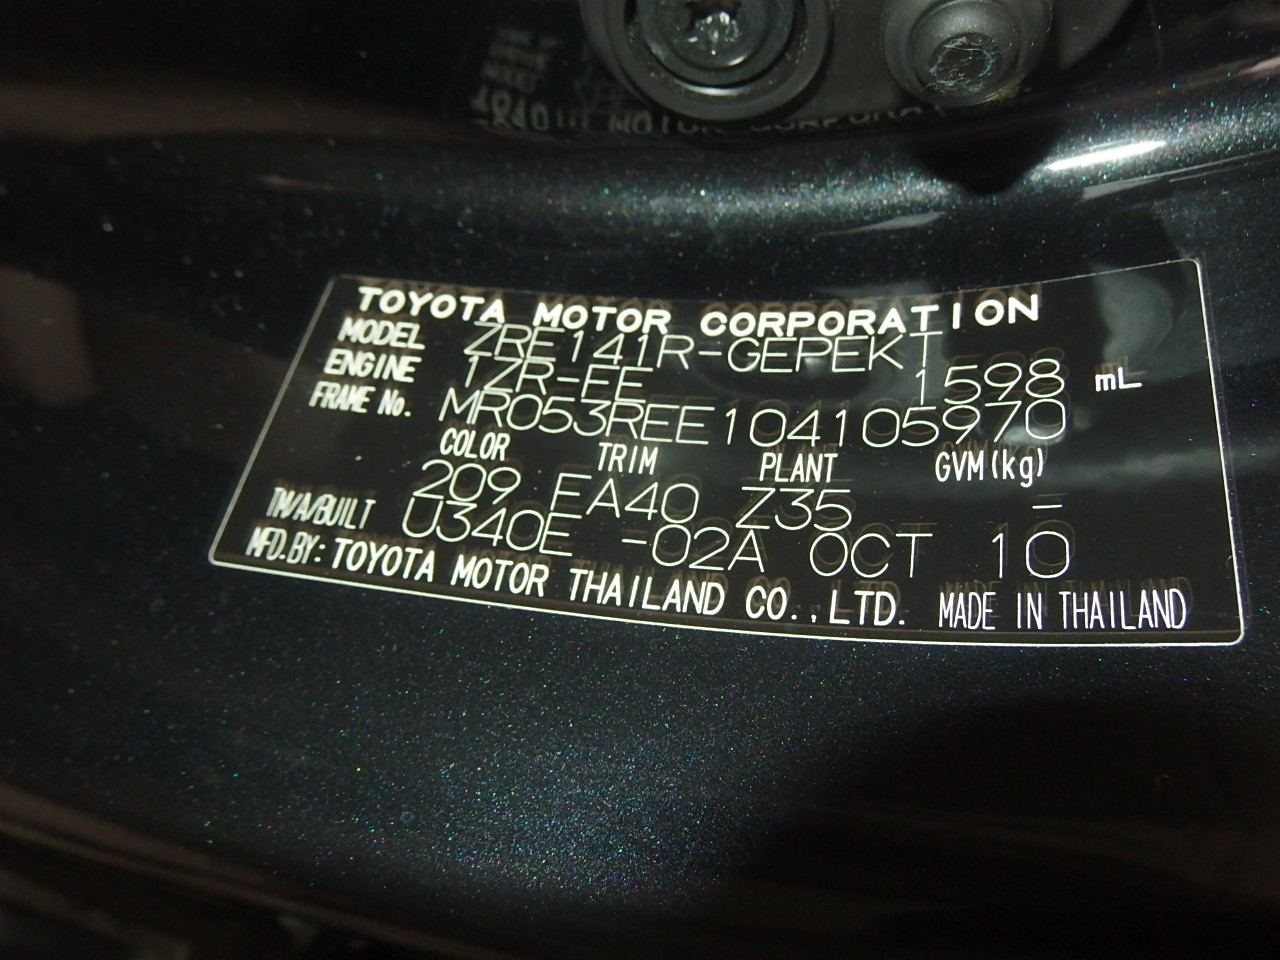 TOYOTA MOTOR CORPORATION
MODEL ZRE141R-GEPEKT
ENGINE 1ZR-FE 1598 mL
FRAME No. MR053REE104105970
COLOR TRIM PLANT GVM(kg)
209 EA40 Z35 –
TM/A/BUILT U340E -02A OCT 10
MFD.BY: TOYOTA MOTOR THAILAND CO.,LTD. MADE IN THAILAND